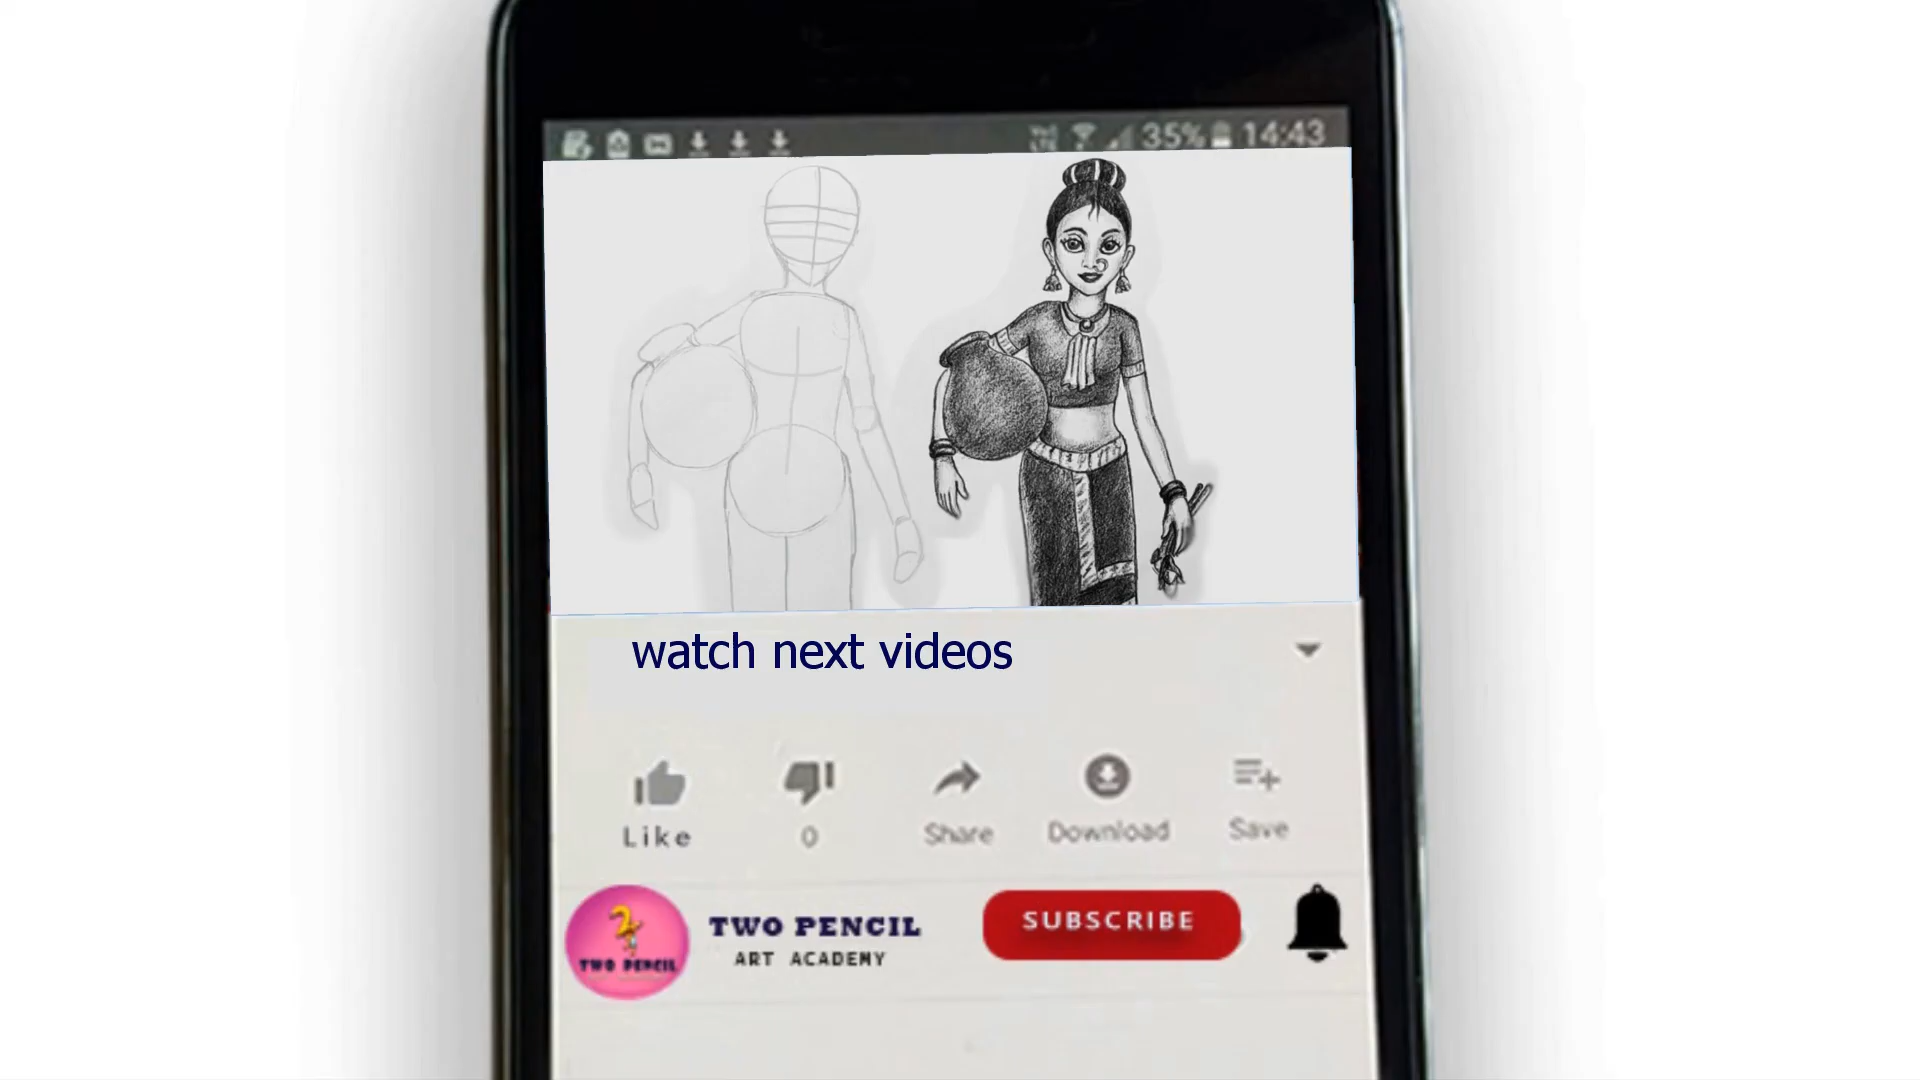 35% 14:43
watch next videos
Like
0
Share
Download
Save
TWO PENCIL
TWO PENCIL
ART ACADEMY
SUBSCRIBE